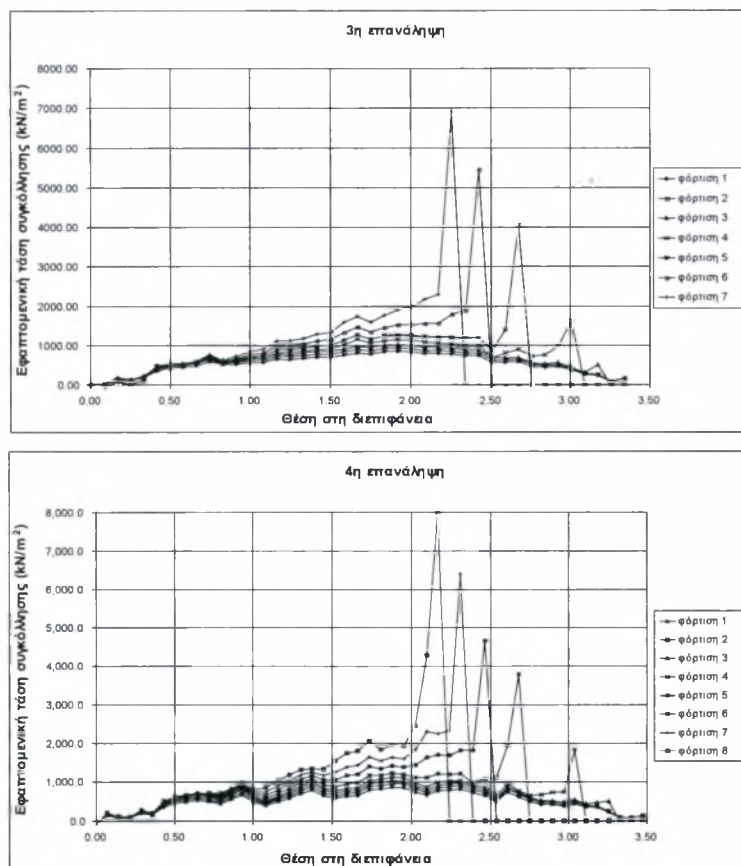 3η επανάληψη
Εφαπτομενική τάση συγκόλλησης (kN/m²)
8000.00
7000.00
6000.00
5000.00
4000.00
3000.00
2000.00
1000.00
0.00
0.00 0.50 1.00 1.50 2.00 2.50 3.00 3.50
Θέση στη διεπιφάνεια
φόρτιση 1
φόρτιση 2
φόρτιση 3
φόρτιση 4
φόρτιση 5
φόρτιση 6
φόρτιση 7
4η επανάληψη
Εφαπτομενική τάση συγκόλλησης (kN/m²)
8,000.0
7,000.0
6,000.0
5,000.0
4,000.0
3,000.0
2,000.0
1,000.0
0.0
0.00 0.50 1.00 1.50 2.00 2.50 3.00 3.50
Θέση στη διεπιφάνεια
φόρτιση 1
φόρτιση 2
φόρτιση 3
φόρτιση 4
φόρτιση 5
φόρτιση 6
φόρτιση 7
φόρτιση 8